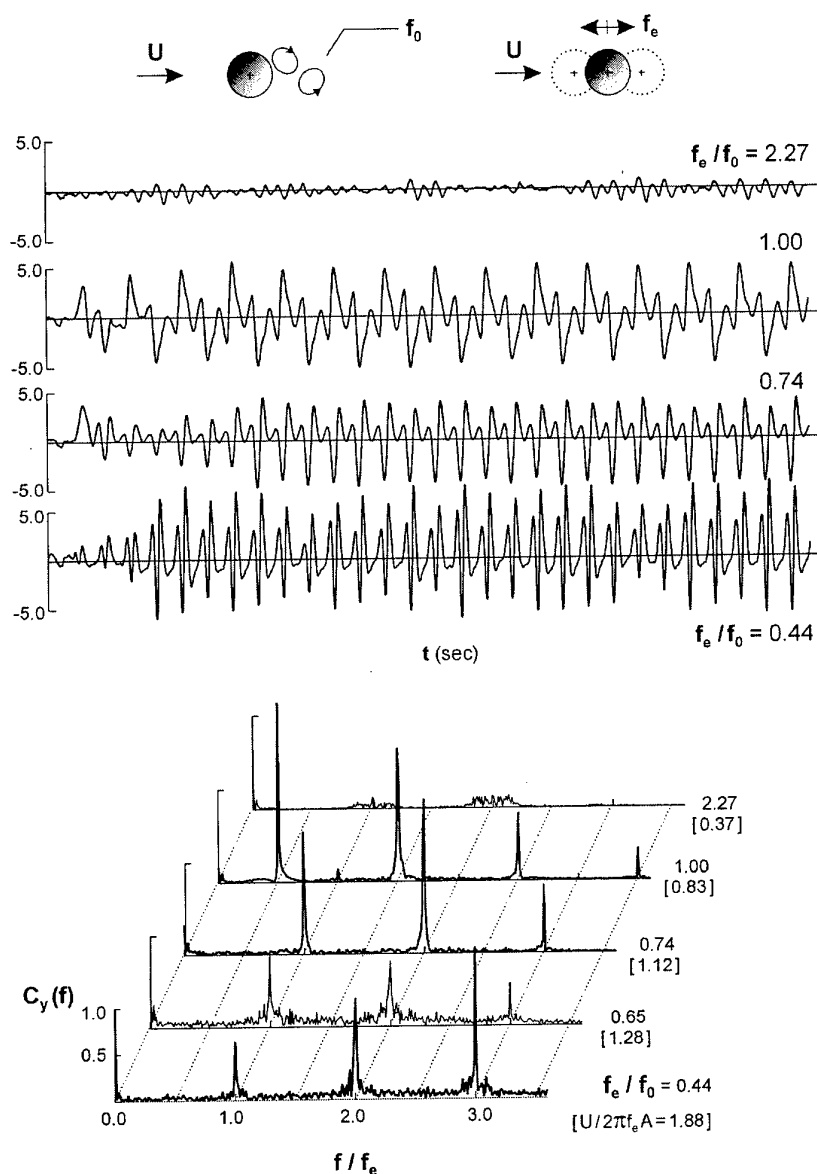 f₀
U
fₑ
U
5.0
-5.0
fₑ / f₀ = 2.27
5.0
-5.0
1.00
5.0
-5.0
0.74
5.0
-5.0
fₑ / f₀ = 0.44
t (sec)
2.27
[0.37]
1.00
[0.83]
0.74
[1.12]
0.65
[1.28]
C_y (f)
1.0
0.5
fₑ / f₀ = 0.44
[U/2πfₑA = 1.88]
0.0 1.0 2.0 3.0
f / fₑ